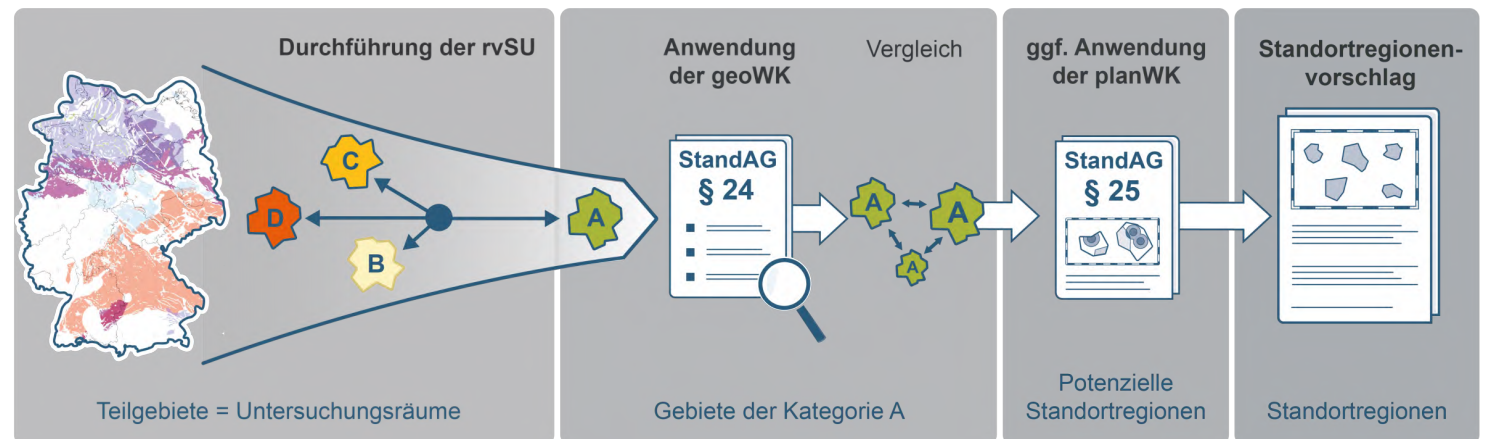 Durchführung der rvSU
C
D
A
B
Teilgebiete = Untersuchungsräume
Anwendung
der geoWK
Vergleich
StandAG
§ 24
A
A
A
Gebiete der Kategorie A
ggf. Anwendung
der planWK
StandAG
§ 25
Potenzielle
Standortregionen
Standortregionen-
vorschlag
Standortregionen